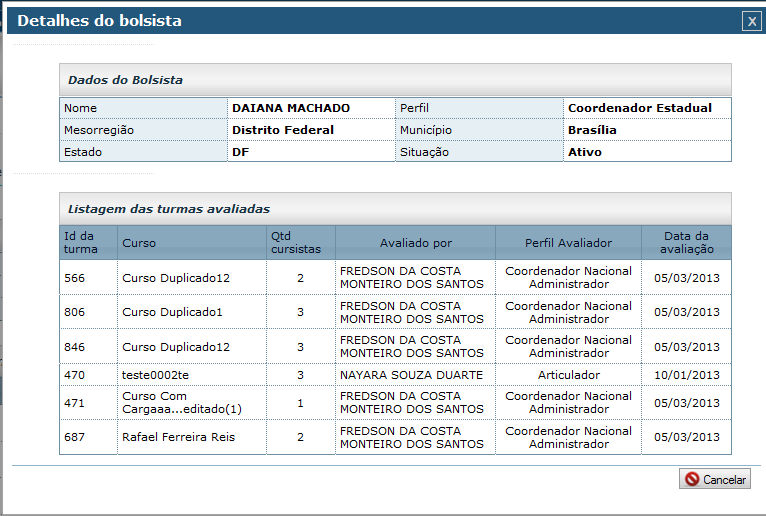 Detalhes do bolsista
X
Dados do Bolsista
Nome DAIANA MACHADO Perfil Coordenador Estadual
Mesorregião Distrito Federal Município Brasília
Estado DF Situação Ativo
Listagem das turmas avaliadas
Id da turma Curso Qtd cursistas Avaliado por Perfil Avaliador Data da avaliação
566 Curso Duplicado12 2 FREDSON DA COSTA MONTEIRO DOS SANTOS Coordenador Nacional Administrador 05/03/2013
806 Curso Duplicado1 3 FREDSON DA COSTA MONTEIRO DOS SANTOS Coordenador Nacional Administrador 05/03/2013
846 Curso Duplicado12 3 FREDSON DA COSTA MONTEIRO DOS SANTOS Coordenador Nacional Administrador 05/03/2013
470 teste0002te 3 NAYARA SOUZA DUARTE Articulador 10/01/2013
471 Curso Com Cargaaa...editado(1) 1 FREDSON DA COSTA MONTEIRO DOS SANTOS Coordenador Nacional Administrador 05/03/2013
687 Rafael Ferreira Reis 2 FREDSON DA COSTA MONTEIRO DOS SANTOS Coordenador Nacional Administrador 05/03/2013
Cancelar